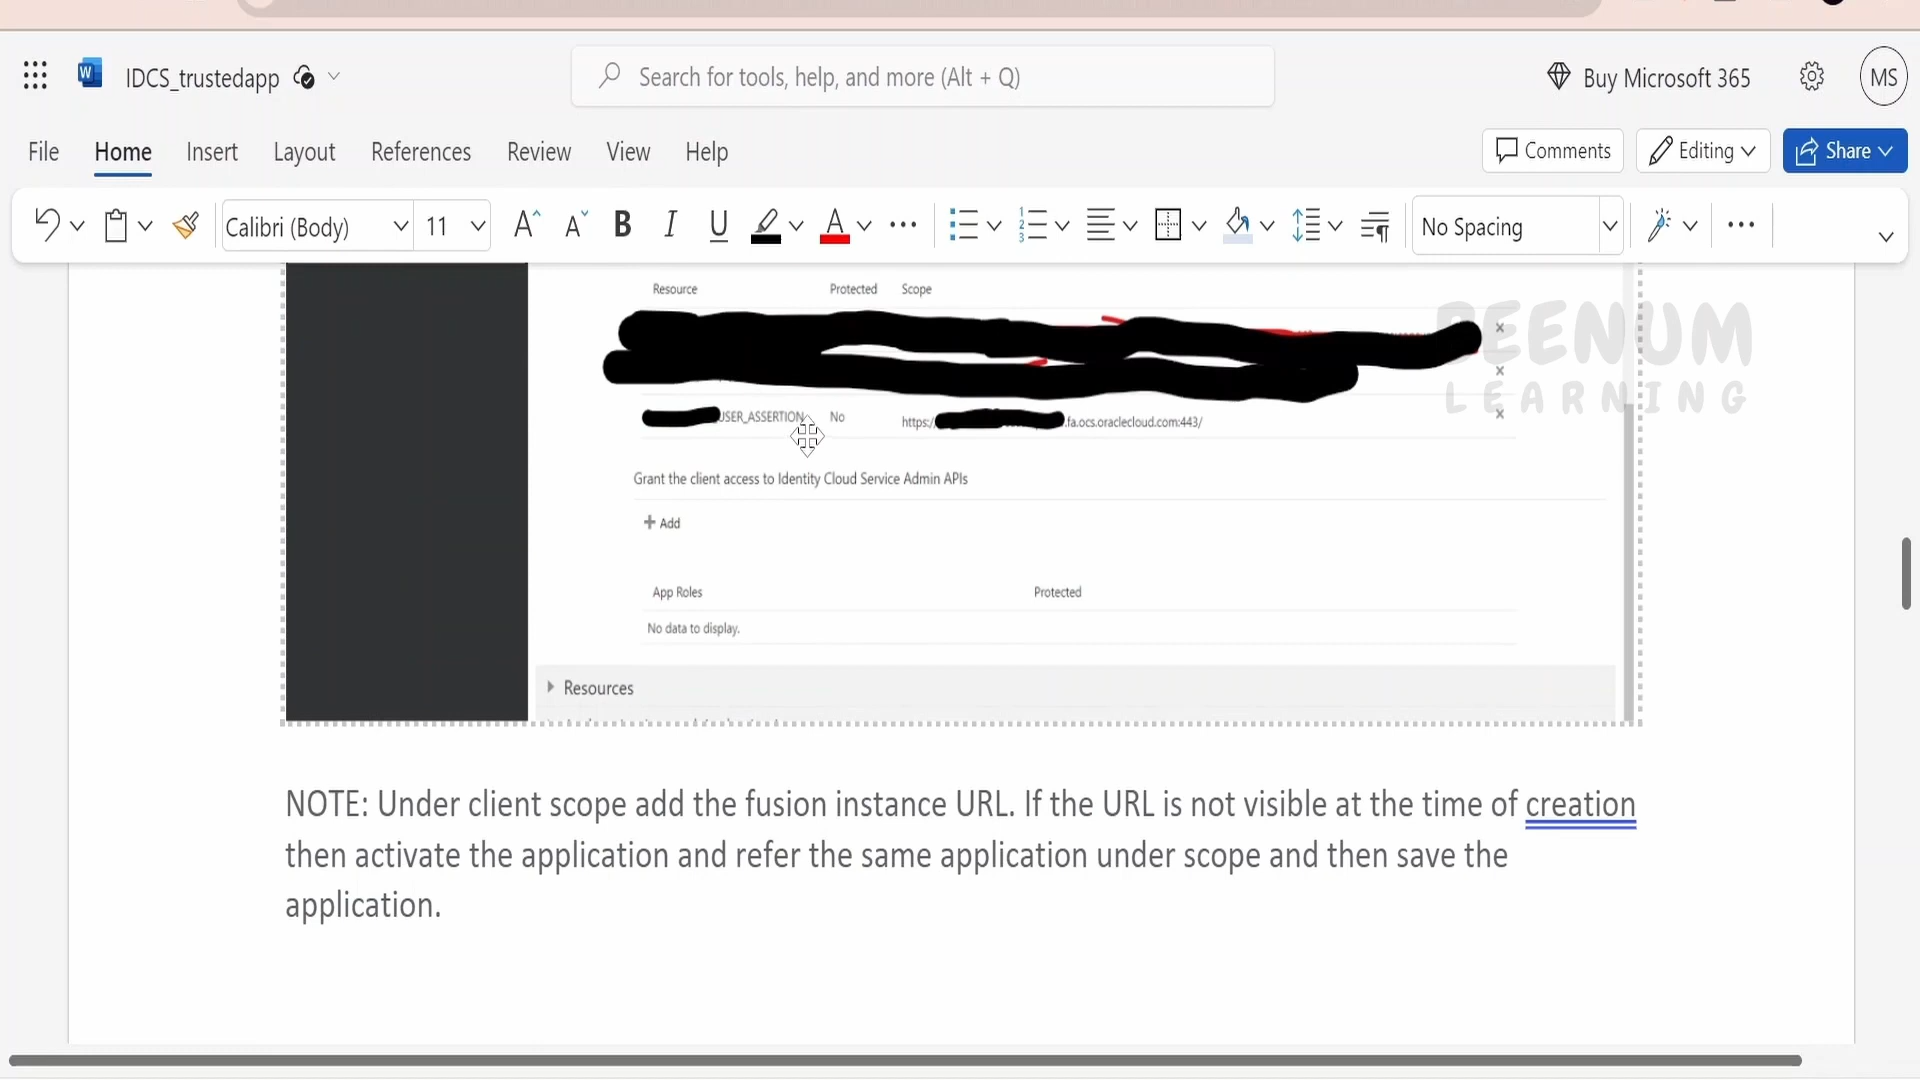 IDCS_trustedapp
Search for tools, help, and more (Alt + Q)
Buy Microsoft 365
MS
File Home Insert Layout References Review View Help
Comments Editing Share
Calibri (Body) 11
No Spacing
Resource Protected Scope
BEENUM
LEARNING
USER_ASSERTION No https:/ .fa.ocs.oraclecloud.com:443/
Grant the client access to Identity Cloud Service Admin APIs
+ Add
App Roles Protected
No data to display.
Resources
NOTE: Under client scope add the fusion instance URL. If the URL is not visible at the time of creation
then activate the application and refer the same application under scope and then save the
application.